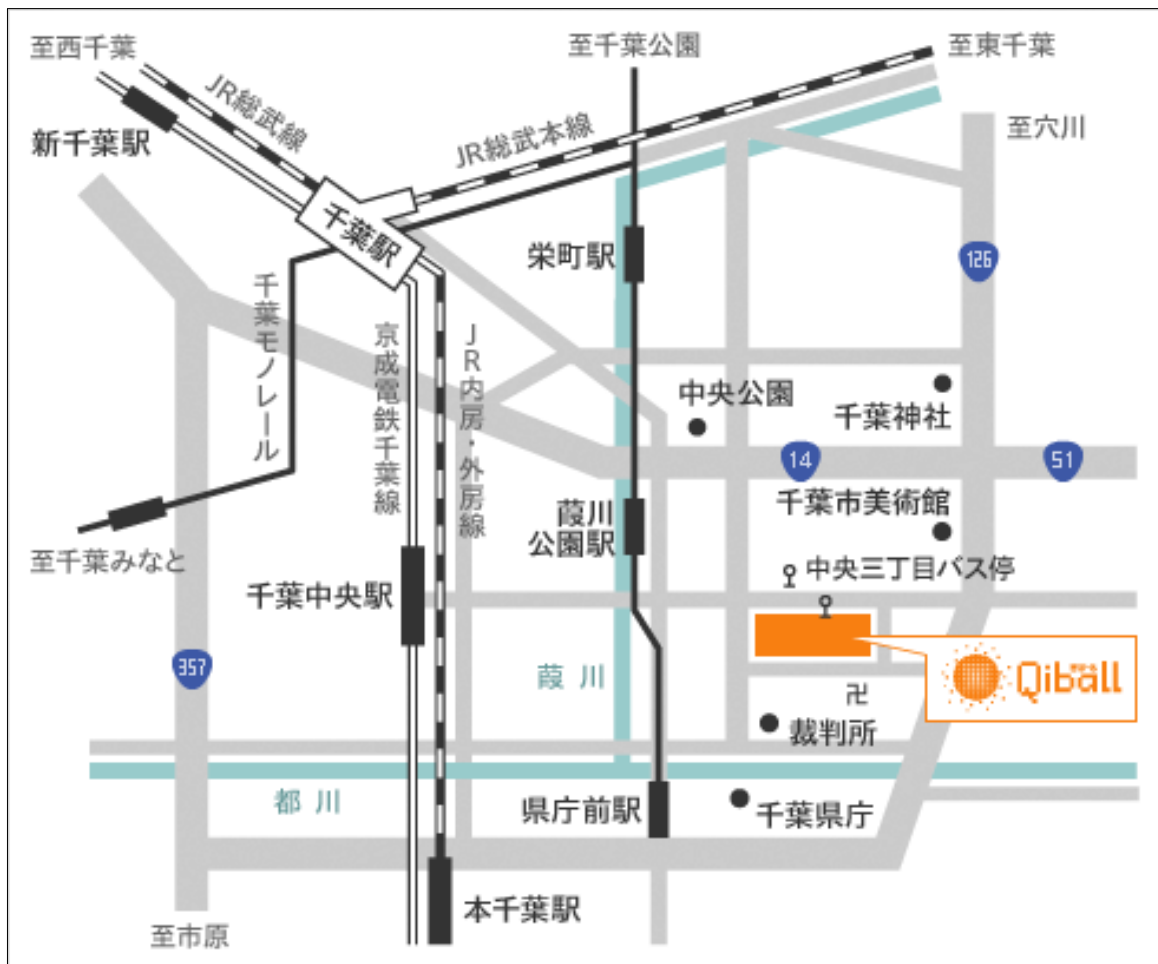 至西千葉
至千葉公園
至東千葉
JR総武線
JR総武本線
新千葉駅
至穴川
千葉駅
栄町駅
126
千葉モノレール
京成電鉄千葉線
JR内房・外房線
中央公園
千葉神社
14
51
千葉市美術館
葭川
公園駅
至千葉みなと
中央三丁目バス停
千葉中央駅
357
葭川
Qiball
卍
裁判所
都川
県庁前駅
千葉県庁
本千葉駅
至市原